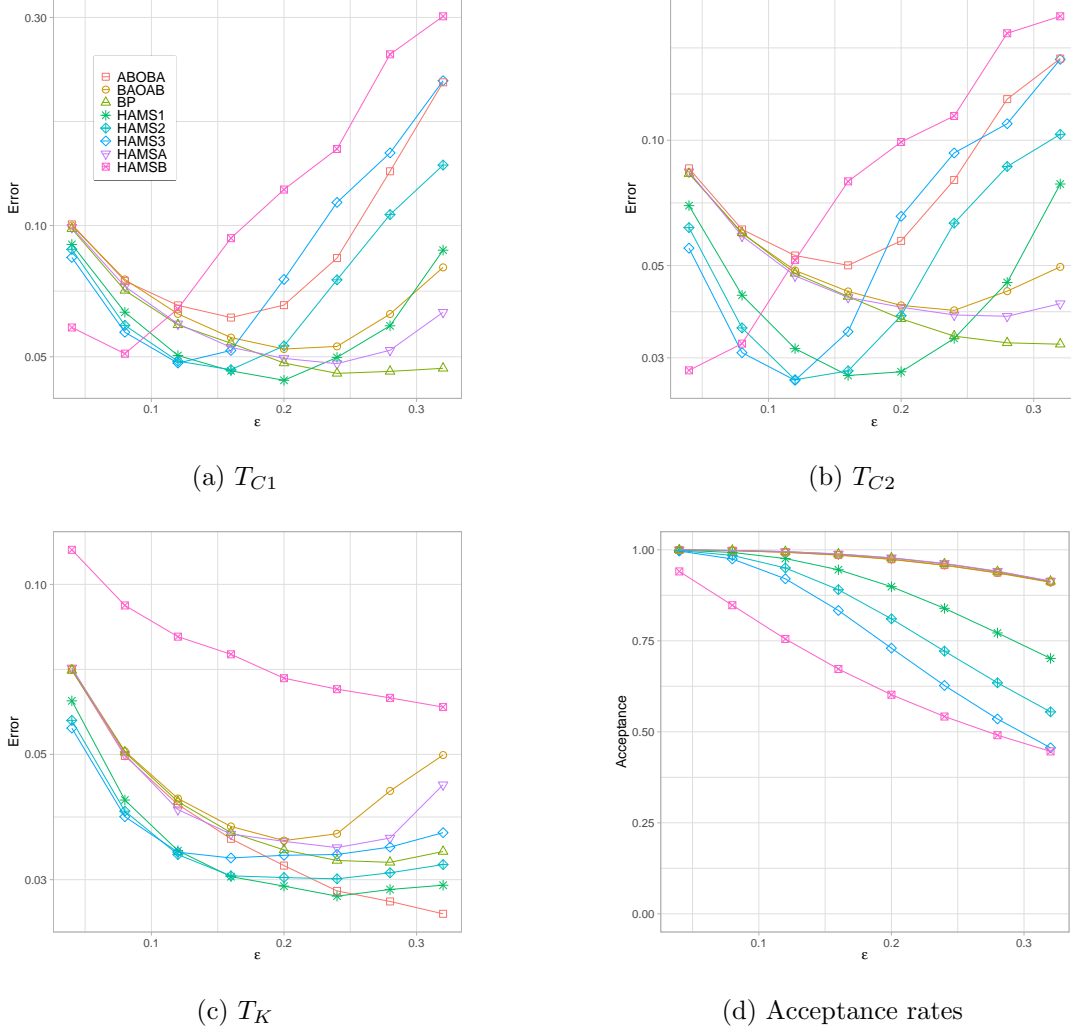 0.30
0.10
0.05
Error
ABOBA
BAOAB
BP
HAMS1
HAMS2
HAMS3
HAMSA
HAMSB
0.1 0.2 0.3
ε
(a) T_{C1}
0.10
0.05
0.03
Error
0.1 0.2 0.3
ε
(b) T_{C2}
0.10
0.05
0.03
Error
0.1 0.2 0.3
ε
(c) T_K
1.00
0.75
0.50
0.25
0.00
Acceptance
0.1 0.2 0.3
ε
(d) Acceptance rates